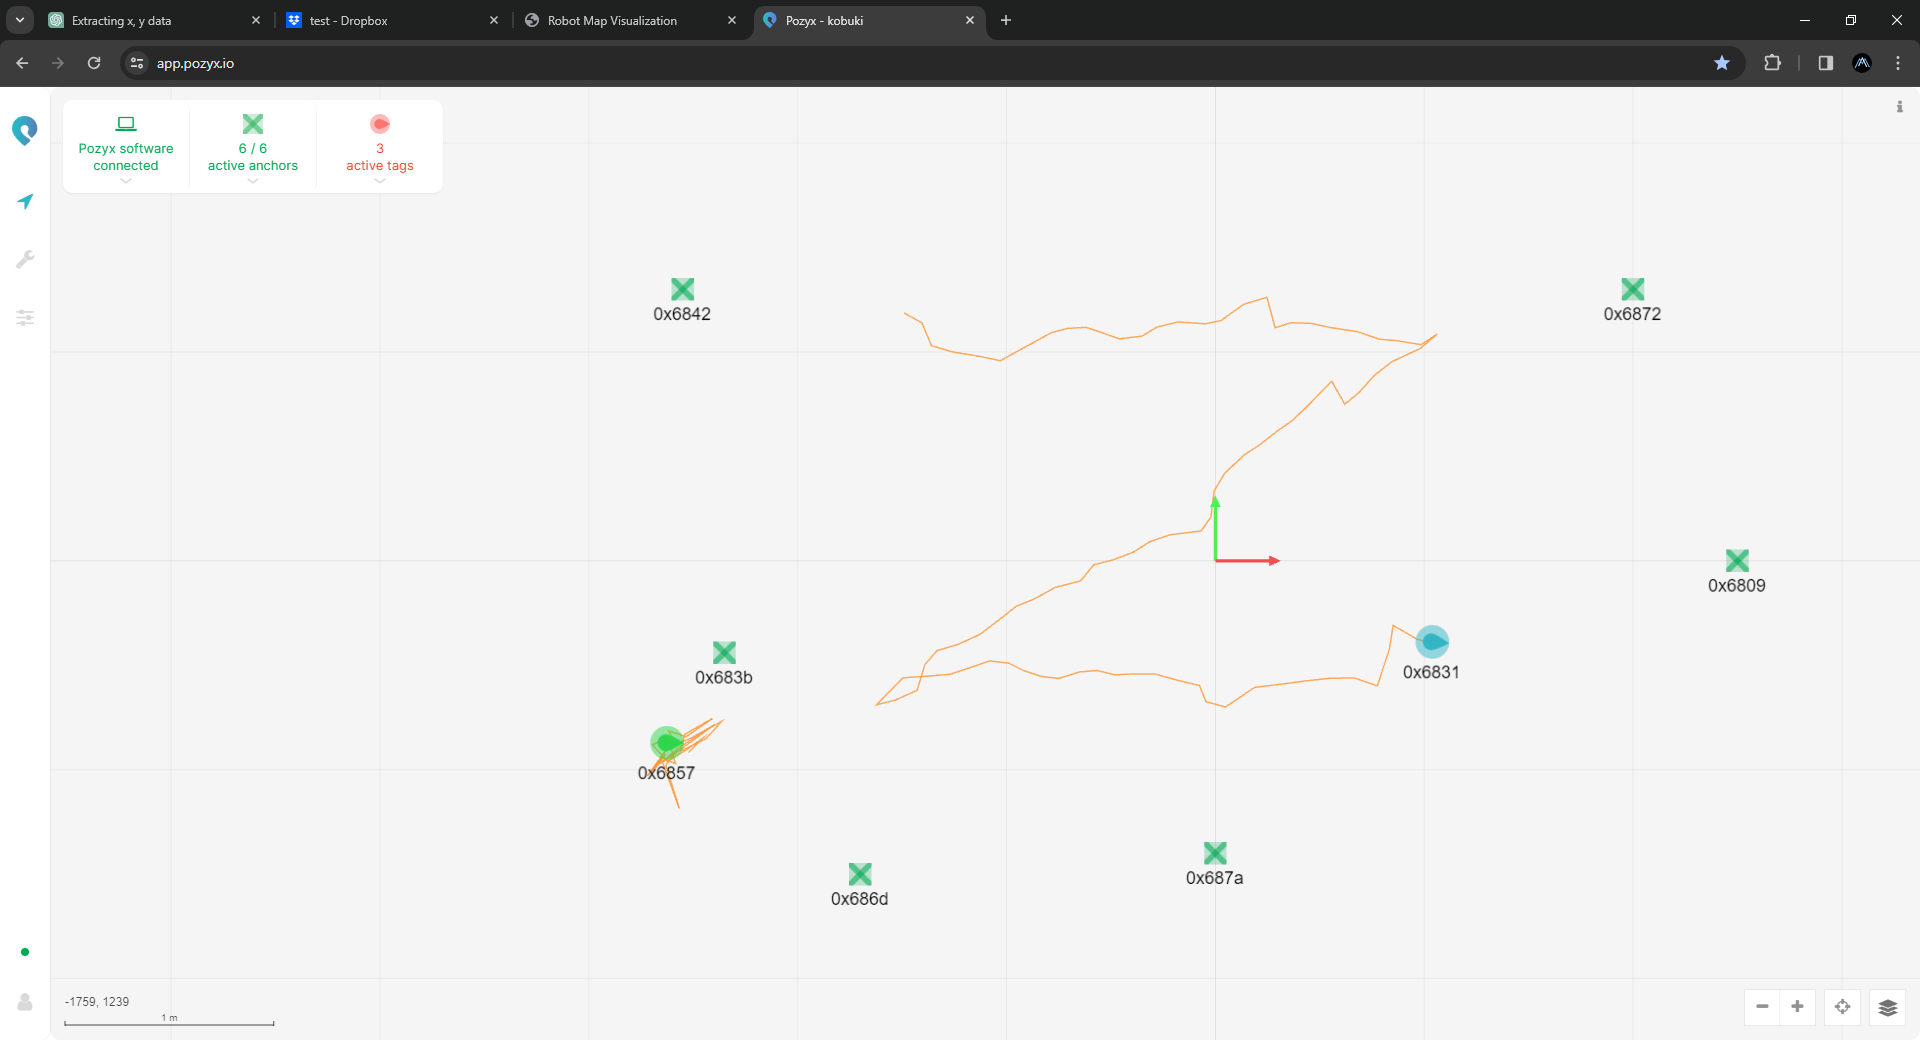 Extracting x, y data
test - Dropbox
Robot Map Visualization
Pozyx - kobuki
app.pozyx.io
Pozyx software
connected
6 / 6
active anchors
3
active tags
0x6842
0x6872
0x6809
0x6831
0x683b
0x6857
0x686d
0x687a
-1759, 1239
1 m